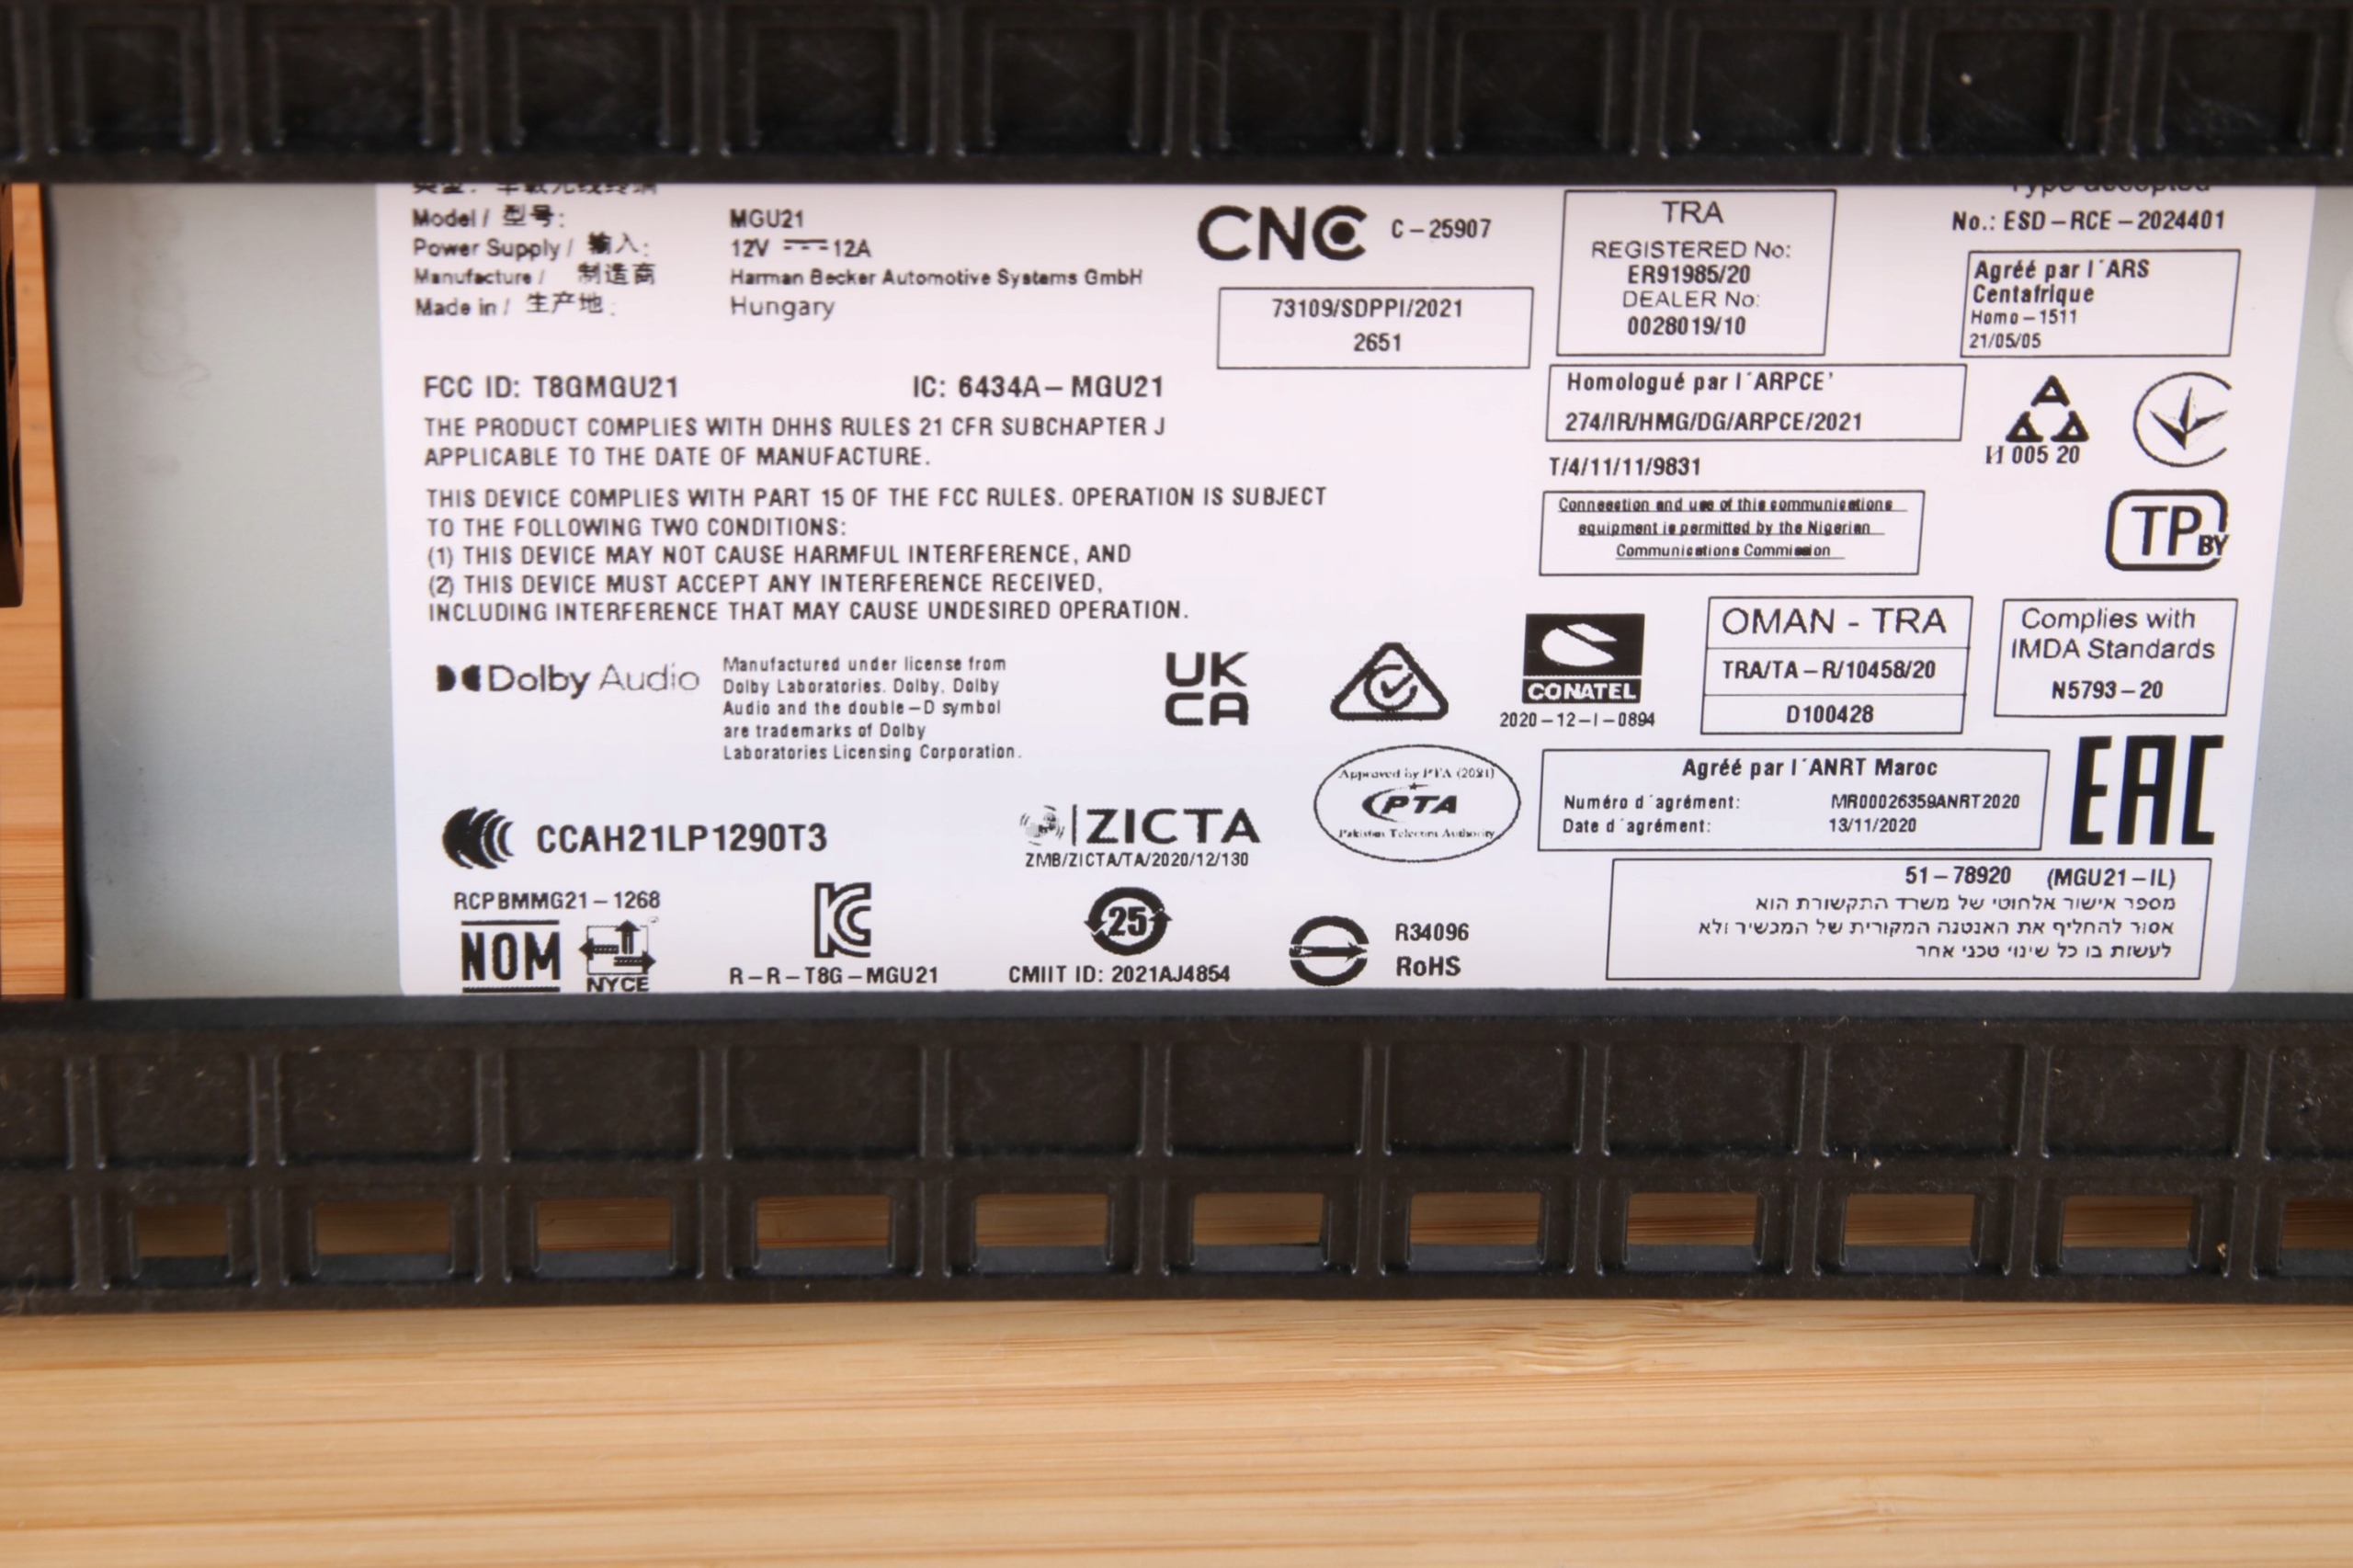 Model / 型号: MGU21
Power Supply / 输入: 12V 12A
Manufacture / 制造商 Harman Becker Automotive Systems GmbH
Made in / 生产地: Hungary
FCC ID: T8GMGU21 IC: 6434A-MGU21
THE PRODUCT COMPLIES WITH DHHS RULES 21 CFR SUBCHAPTER J
APPLICABLE TO THE DATE OF MANUFACTURE.
THIS DEVICE COMPLIES WITH PART 15 OF THE FCC RULES. OPERATION IS SUBJECT
TO THE FOLLOWING TWO CONDITIONS:
(1) THIS DEVICE MAY NOT CAUSE HARMFUL INTERFERENCE, AND
(2) THIS DEVICE MUST ACCEPT ANY INTERFERENCE RECEIVED,
INCLUDING INTERFERENCE THAT MAY CAUSE UNDESIRED OPERATION.
Dolby Audio
Manufactured under license from
Dolby Laboratories. Dolby, Dolby
Audio and the double-D symbol
are trademarks of Dolby
Laboratories Licensing Corporation.
UK
CA
CCAH21LP1290T3
ZICTA
ZMB/ZICTA/TA/2020/12/130
RCPBMMG21-1268
NOM
NYCE
R-R-T8G-MGU21
25
CMIIT ID: 2021AJ4854
R34096
RoHS
CNC C-25907
73109/SDPPI/2021
2651
TRA
REGISTERED No:
ER91985/20
DEALER No:
0028019/10
Type accepted
No.: ESD-RCE-2024401
Agréé par l´ARS
Centafrique
Homo-1511
21/05/05
Homologué par l´ARPCE'
274/IR/HMG/DG/ARPCE/2021
И 005 20
T/4/11/11/9831
Conneection and use of this communications
equipment is permitted by the Nigerian
Communications Commission
TP BY
CONATEL
2020-12-I-0894
OMAN - TRA
TRA/TA-R/10458/20
D100428
Complies with
IMDA Standards
N5793-20
Approved by PTA (2021)
PTA
Pakistan Telecom Authority
Agréé par l´ANRT Maroc
Numéro d´agrément: MR00026359ANRT2020
Date d´agrément: 13/11/2020
EAC
51-78920 (MGU21-IL)
מספר אישור אלחוטי של משרד התקשורת הוא
אסור להחליף את האנטנה המקורית של המכשיר ולא
לעשות בו כל שינוי טכני אחר